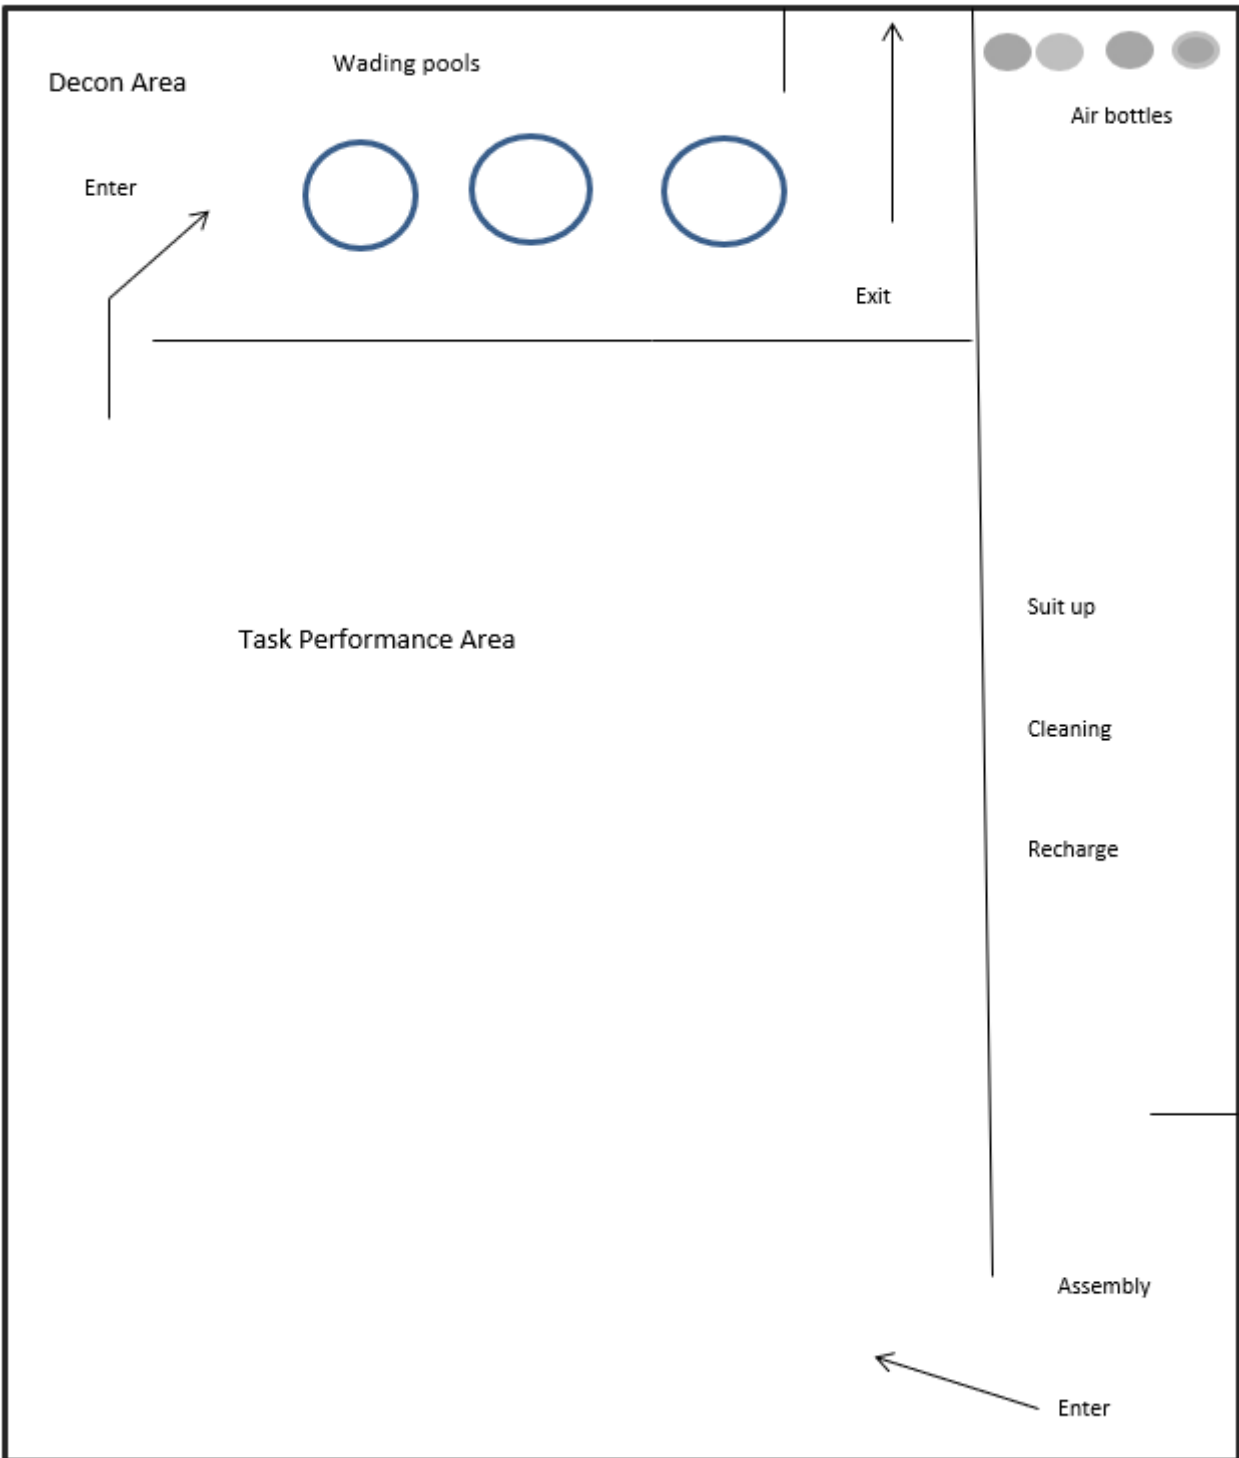 Wading pools
Decon Area
Air bottles
Enter
Exit
Suit up
Task Performance Area
Cleaning
Recharge
Assembly
Enter